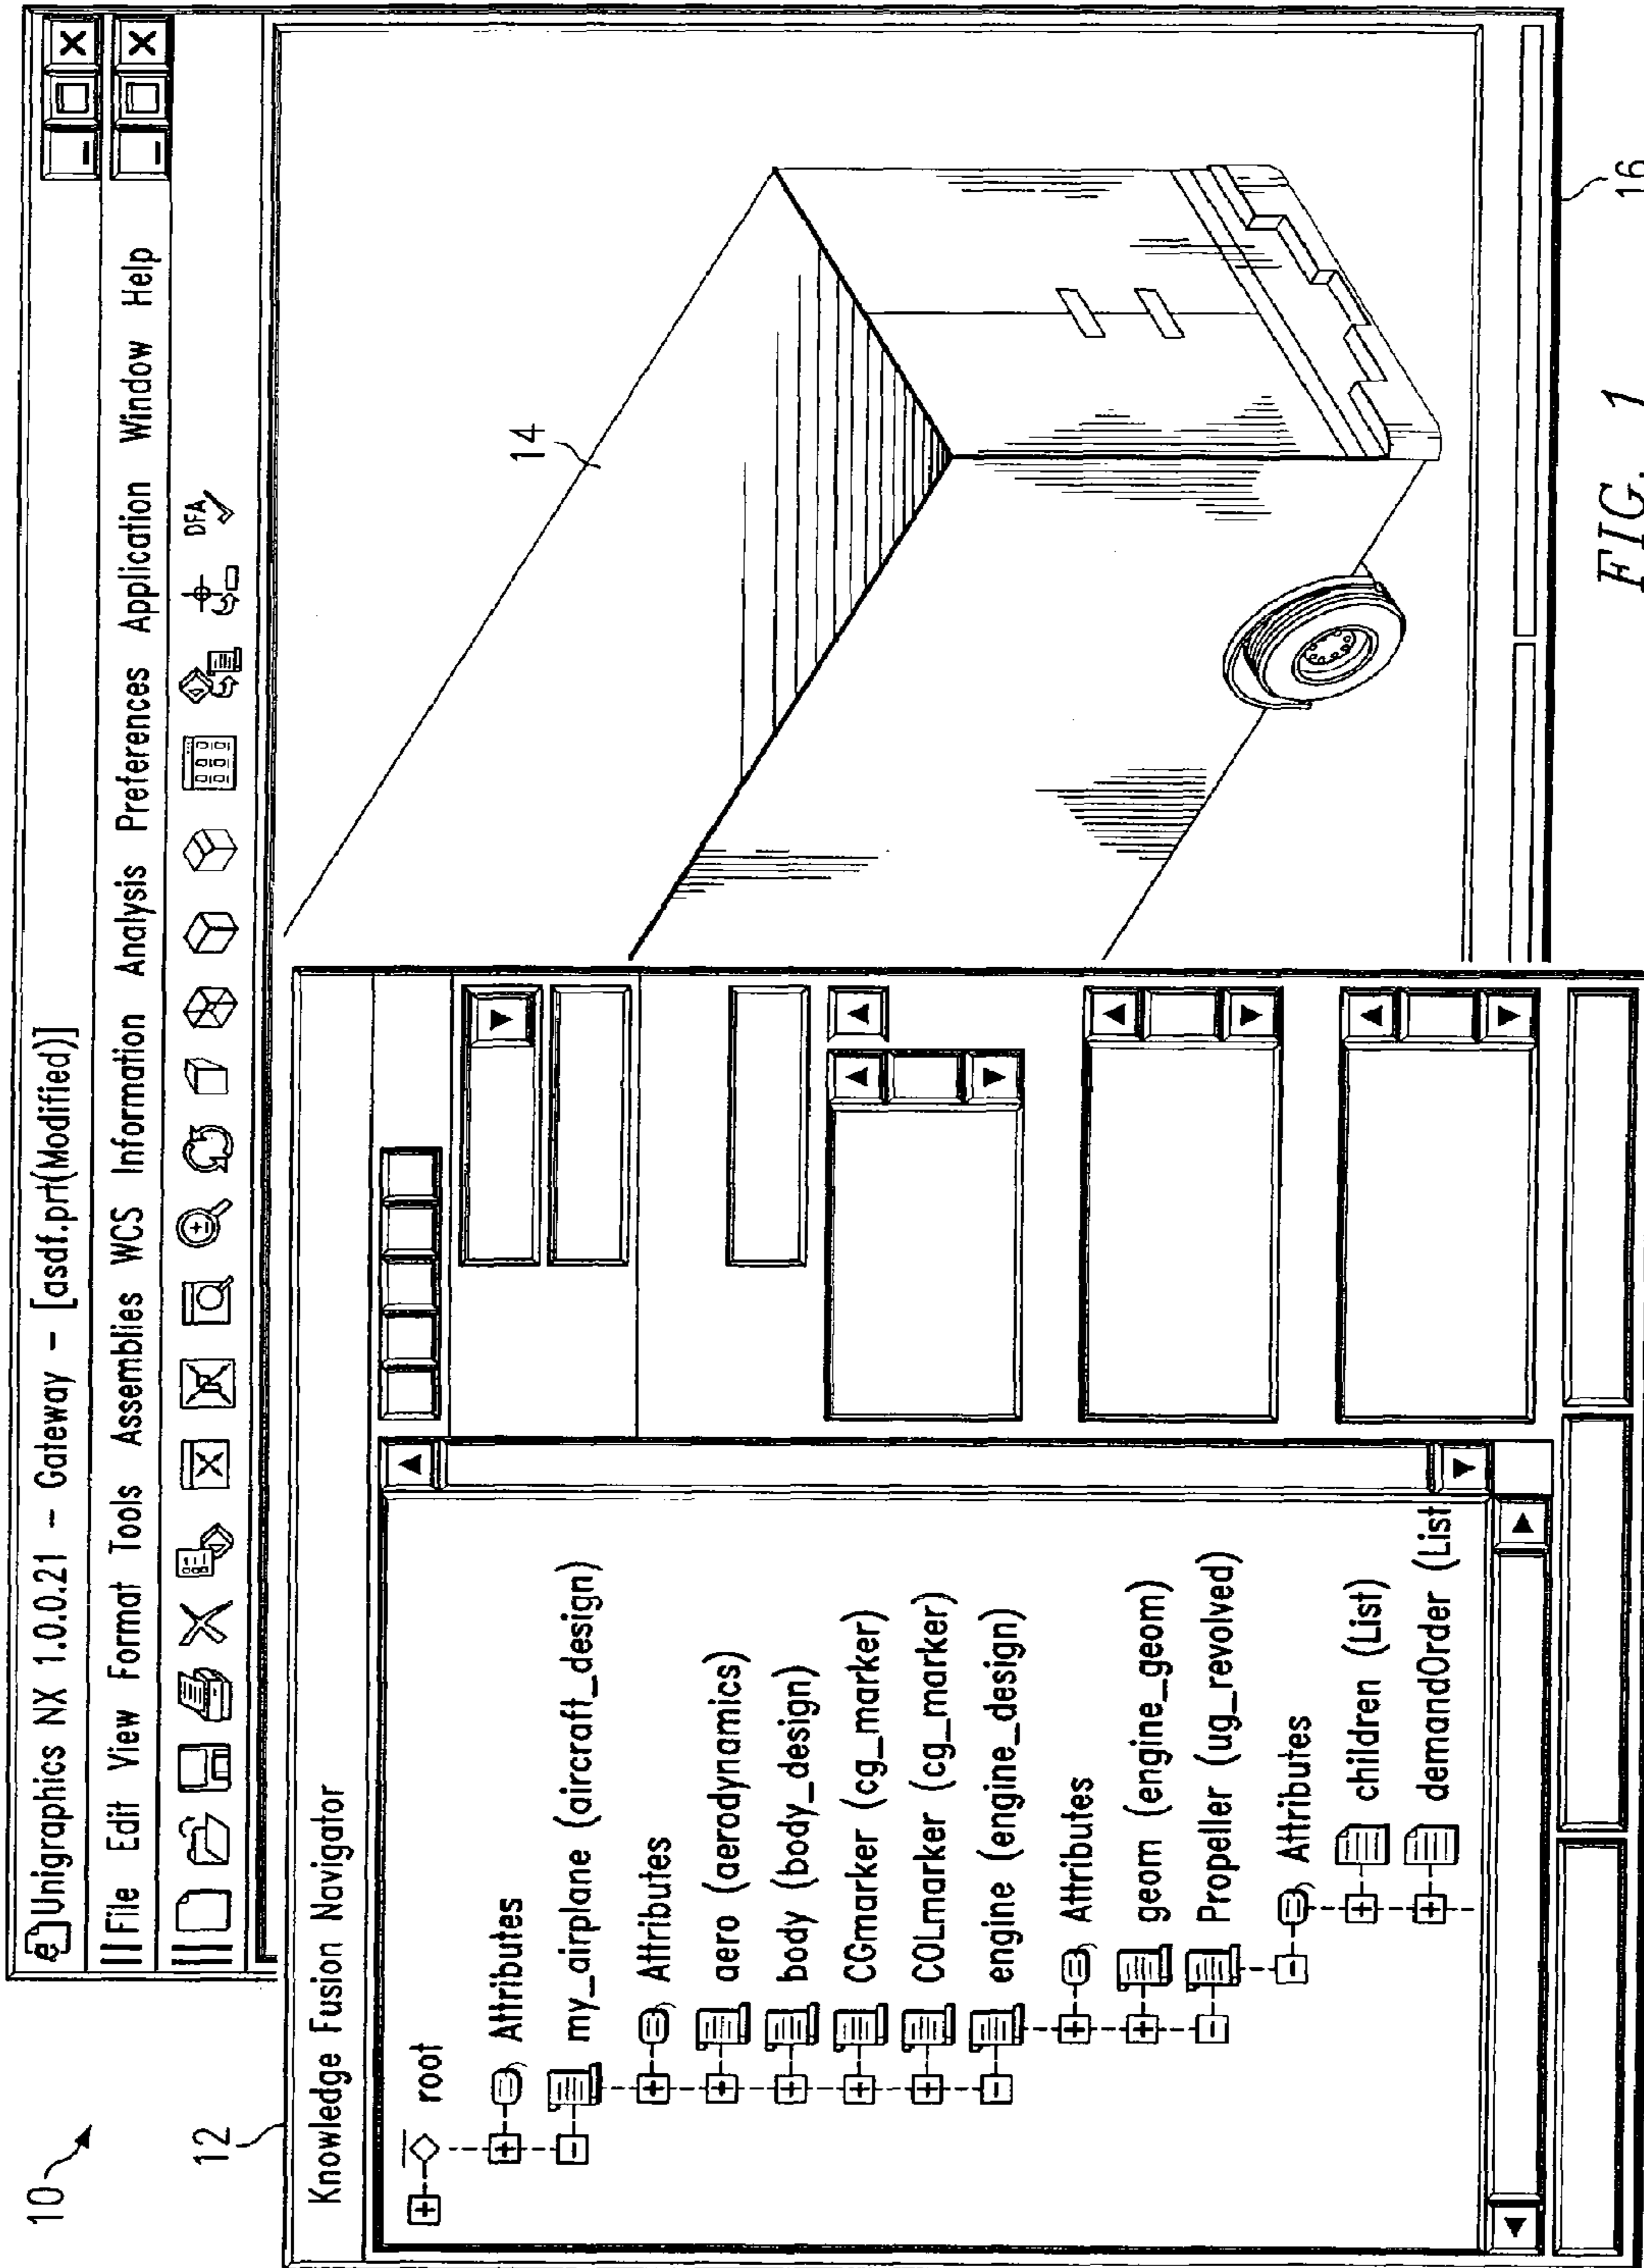 10
Unigraphics NX 1.0.0.21 - Gateway - [asdf.prt(Modified)]
File Edit View Format Tools Assemblies WCS Information Analysis Preferences Application Window Help
DFA
12
Knowledge Fusion Navigator
root
Attributes
my_airplane (aircraft_design)
Attributes
aero (aerodynamics)
body (body_design)
CGmarker (cg_marker)
COLmarker (cg_marker)
engine (engine_design)
Attributes
geom (engine_geom)
Propeller (ug_revolved)
Attributes
children (List)
demandOrder (List
14
16
FIG. 1